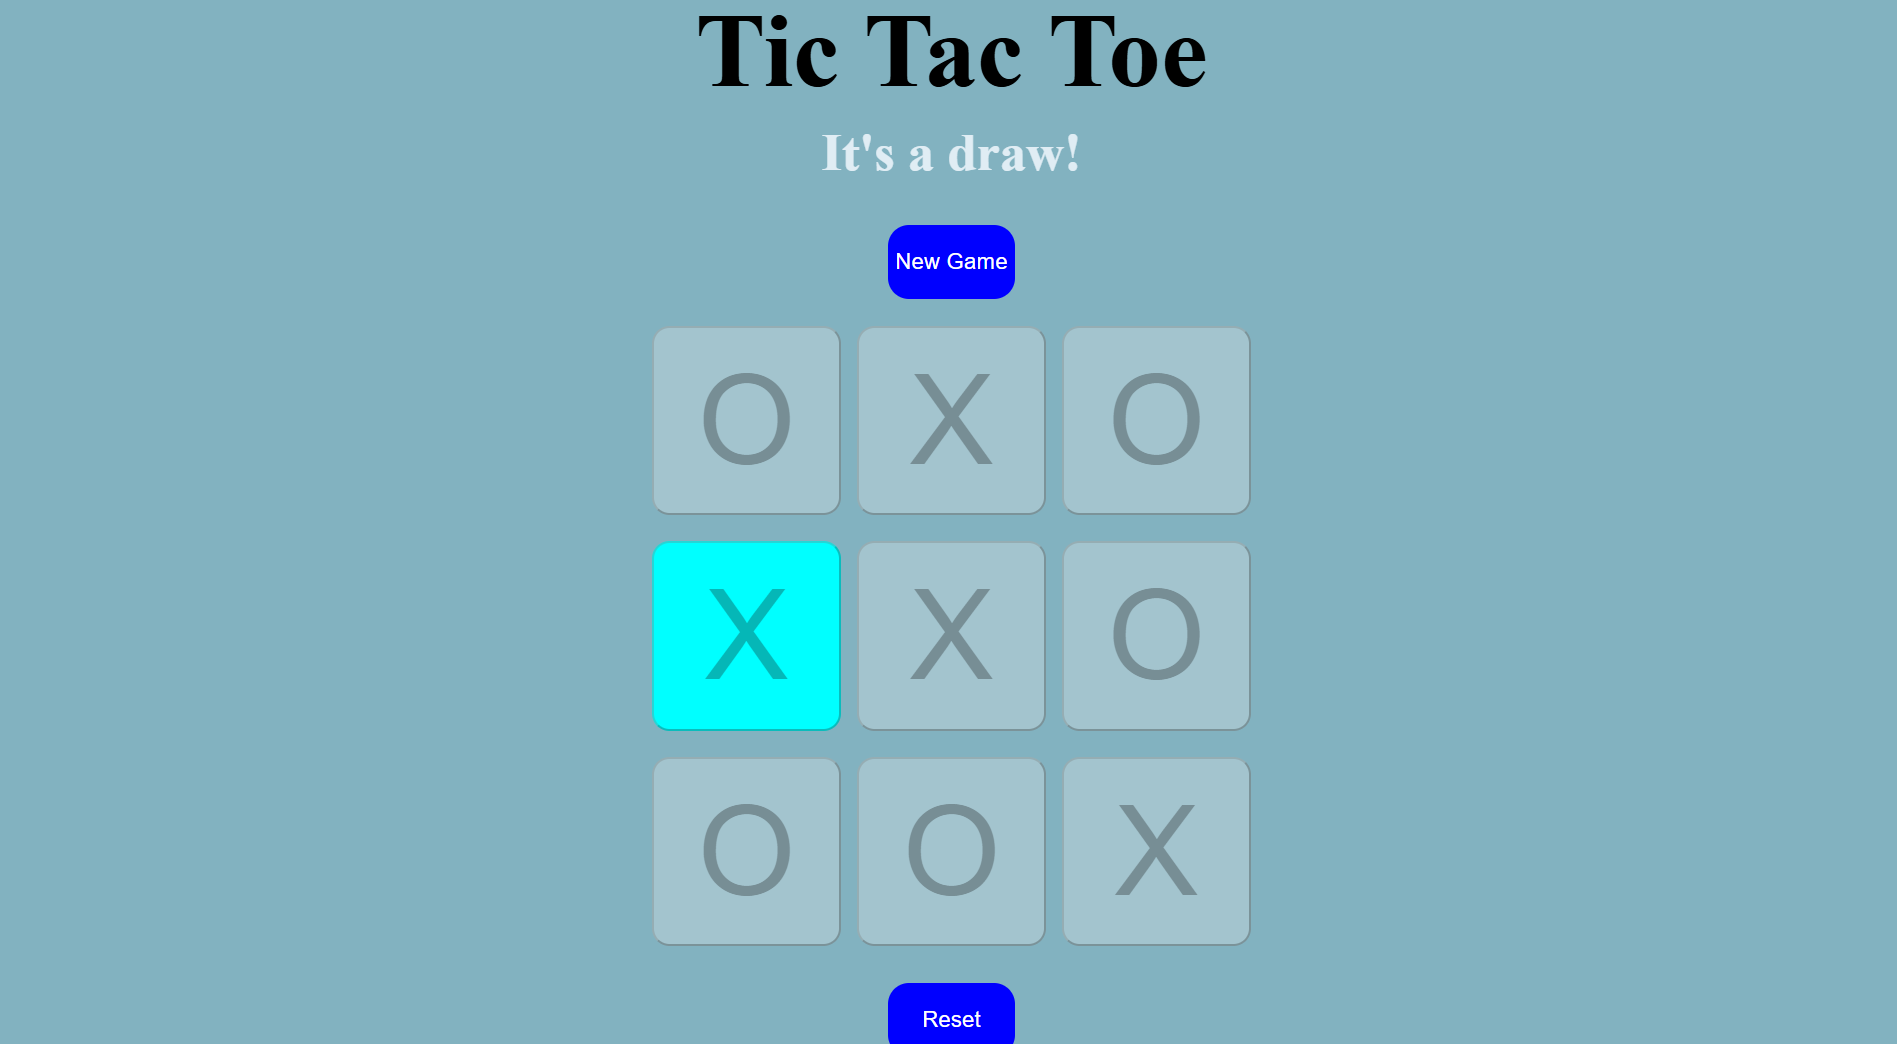 Tic Tac Toe
It's a draw!
New Game
O X O
X X O
O O X
Reset